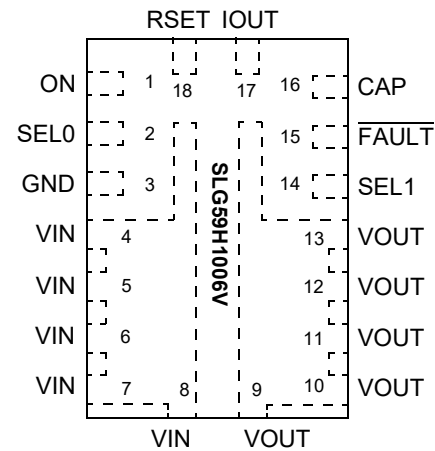 RSET IOUT
ON 1 18 17 16 CAP
SEL0 2 15 FAULT
GND 3 14 SEL1
SLG59H1006V
VIN 4 13 VOUT
VIN 5 12 VOUT
VIN 6 11 VOUT
VIN 7 8 9 10 VOUT
VIN VOUT